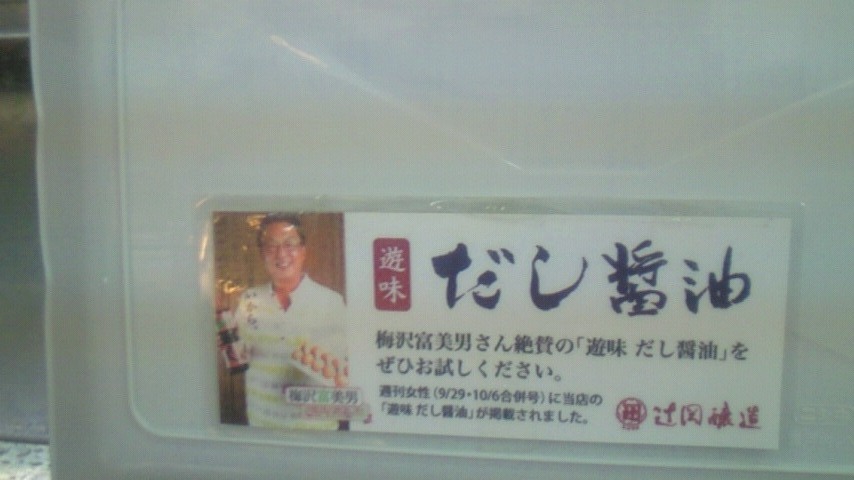 遊味
だし醤油
梅沢富美男さん絶賛の「遊味 だし醤油」を
ぜひお試しください。
週刊女性(9/29・10/6合併号)に当店の
「遊味 だし醤油」が掲載されました。
辻岡醸造
梅沢富美男